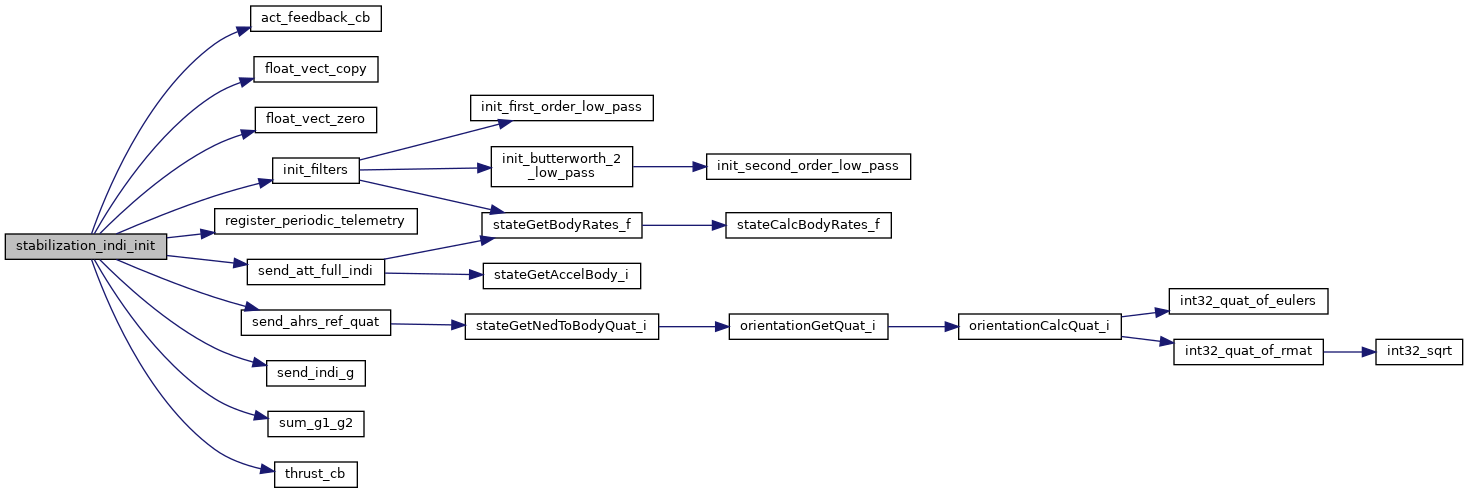 act_feedback_cb
float_vect_copy
init_first_order_low_pass
float_vect_zero
init_butterworth_2
_low_pass
init_second_order_low_pass
init_filters
register_periodic_telemetry
stateGetBodyRates_f
stateCalcBodyRates_f
stabilization_indi_init
send_att_full_indi
stateGetAccelBody_i
int32_quat_of_eulers
send_ahrs_ref_quat
stateGetNedToBodyQuat_i
orientationGetQuat_i
orientationCalcQuat_i
int32_quat_of_rmat
int32_sqrt
send_indi_g
sum_g1_g2
thrust_cb